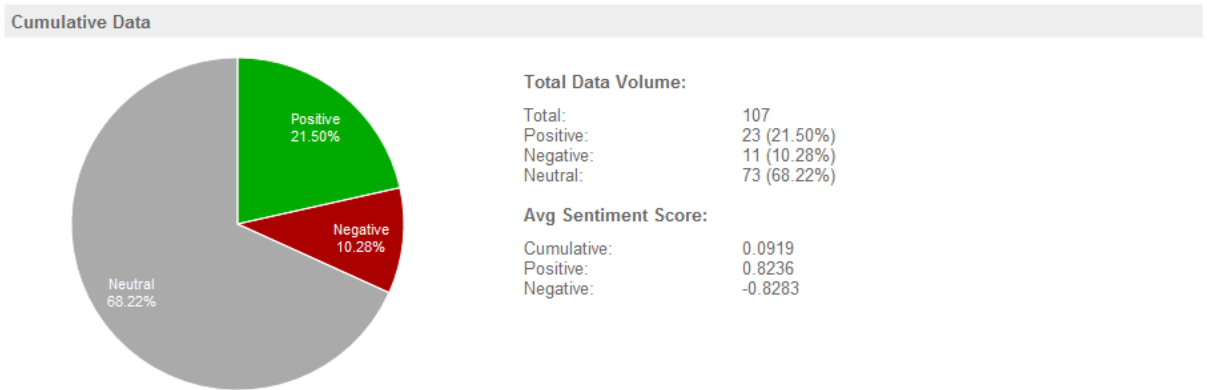 Cumulative Data
Positive
21.50%
Negative
10.28%
Neutral
68.22%
Total Data Volume:
Total: 107
Positive: 23 (21.50%)
Negative: 11 (10.28%)
Neutral: 73 (68.22%)
Avg Sentiment Score:
Cumulative: 0.0919
Positive: 0.8236
Negative: -0.8283